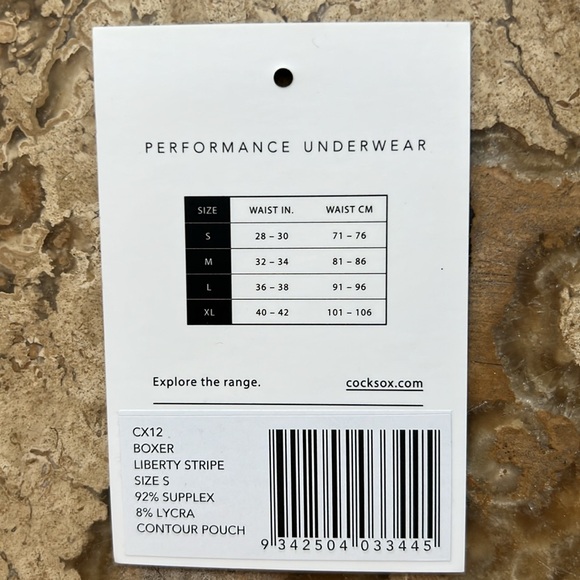 PERFORMANCE UNDERWEAR
SIZE WAIST IN. WAIST CM
S 28 – 30 71 – 76
M 32 – 34 81 – 86
L 36 – 38 91 – 96
XL 40 – 42 101 – 106
Explore the range. cocksox.com
CX12
BOXER
LIBERTY STRIPE
SIZE S
92% SUPPLEX
8% LYCRA
CONTOUR POUCH
9 342504 033445